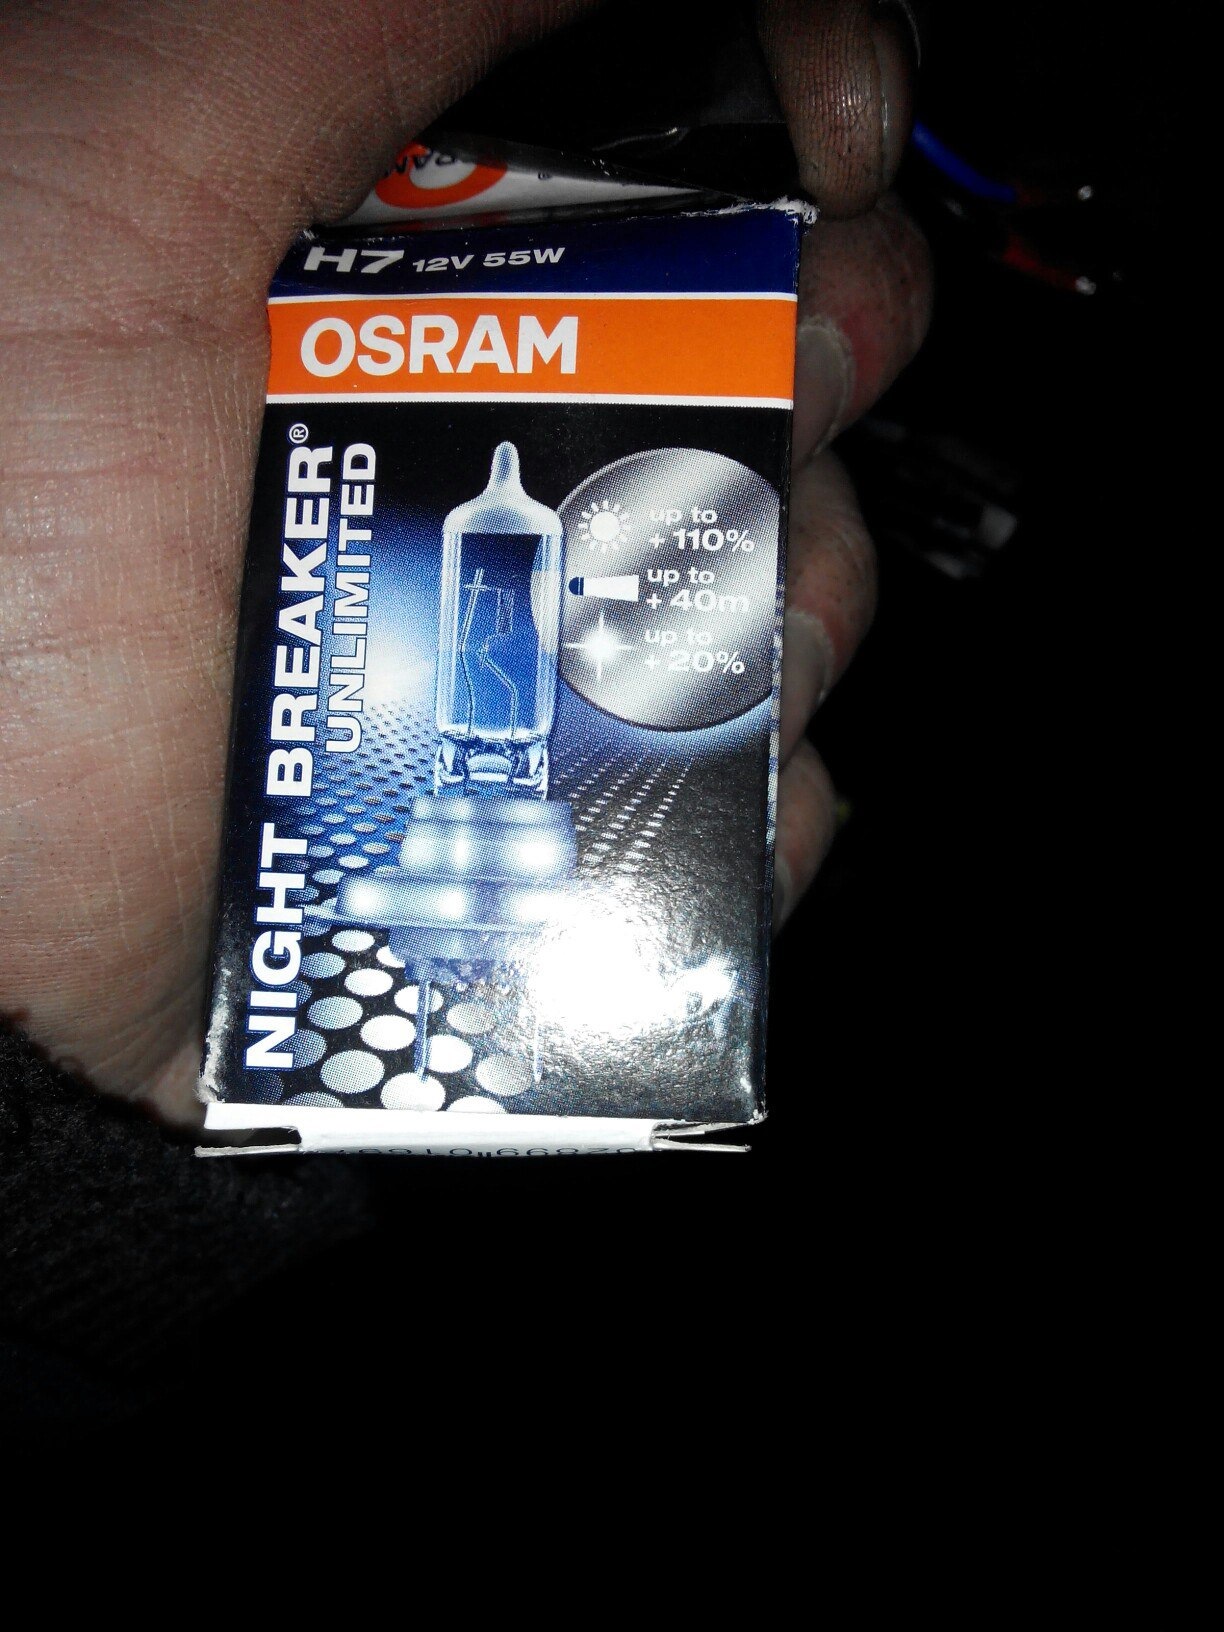 H7 12V 55W
OSRAM
NIGHT BREAKER®
UNLIMITED
up to
+ 110%
up to
+ 40m
up to
+ 20%